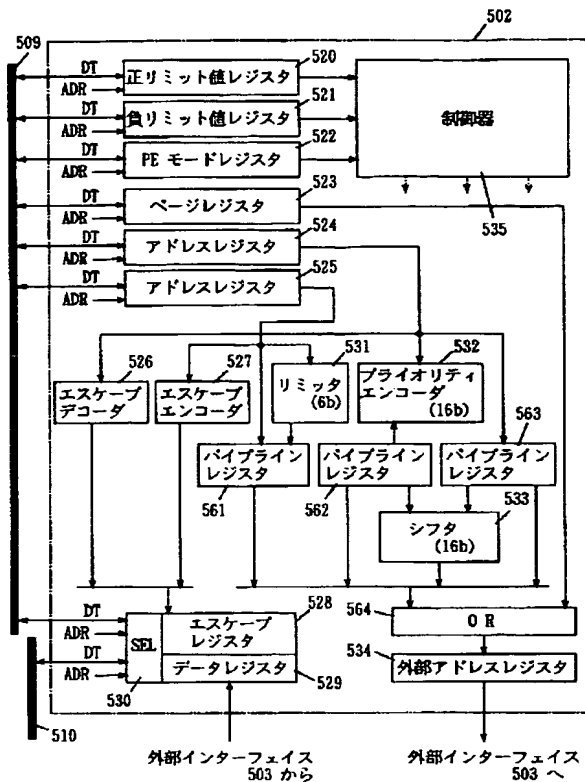 509
502
DT
ADR
正リミット値レジスタ
520
DT
ADR
負リミット値レジスタ
521
DT
ADR
PE モードレジスタ
522
制御器
535
DT
ADR
ページレジスタ
523
DT
ADR
アドレスレジスタ
524
DT
ADR
アドレスレジスタ
525
526
エスケープ
デコーダ
527
エスケープ
エンコーダ
531
リミッタ
(6b)
532
プライオリティ
エンコーダ
(16b)
パイプライン
レジスタ
561
パイプライン
レジスタ
562
563
パイプライン
レジスタ
シフタ
(16b)
533
DT
ADR
DT
ADR
SEL
530
エスケープ
レジスタ
528
データレジスタ
529
564
OR
534
外部アドレスレジスタ
510
外部インターフェイス
503 から
外部インターフェイス
503 へ